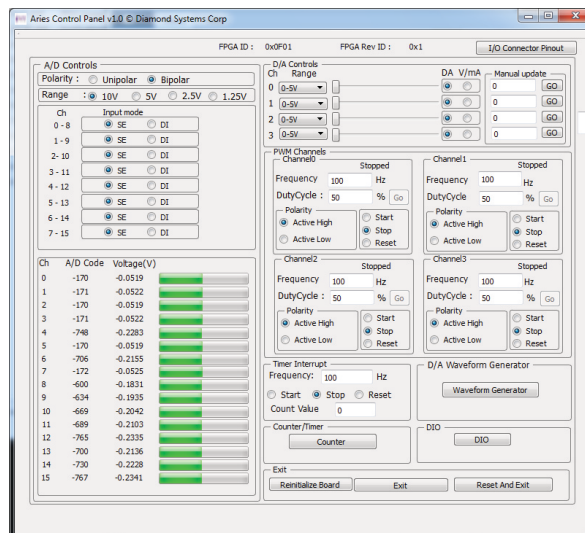 Aries Control Panel v1.0 © Diamond Systems Corp
FPGA ID : 0x0F01 FPGA Rev ID : 0x1 I/O Connector Pinout
A/D Controls
Polarity : Unipolar Bipolar
Range : 10V 5V 2.5V 1.25V
Ch Input mode
0 - 8 SE DI
1 - 9 SE DI
2- 10 SE DI
3 - 11 SE DI
4 - 12 SE DI
5 - 13 SE DI
6 - 14 SE DI
7 - 15 SE DI
Ch A/D Code Voltage(V)
0 -170 -0.0519
1 -171 -0.0522
2 -170 -0.0519
3 -171 -0.0522
4 -748 -0.2283
5 -170 -0.0519
6 -706 -0.2155
7 -172 -0.0525
8 -600 -0.1831
9 -634 -0.1935
10 -669 -0.2042
11 -689 -0.2103
12 -765 -0.2335
13 -700 -0.2136
14 -730 -0.2228
15 -767 -0.2341
D/A Controls
Ch Range DA V/mA Manual update
0 0-5V 0 GO
1 0-5V 0 GO
2 0-5V 0 GO
3 0-5V 0 GO
PWM Channels
Channel0
Stopped
Frequency 100 Hz
DutyCycle : 50 % Go
Polarity
Active High
Active Low
Start
Stop
Reset
Channel1
Stopped
Frequency 100 Hz
DutyCycle 50 % Go
Polarity
Active High
Active Low
Start
Stop
Reset
Channel2
Stopped
Frequency 100 Hz
DutyCycle : 50 % Go
Polarity
Active High
Active Low
Start
Stop
Reset
Channel3
Stopped
Frequency 100 Hz
DutyCycle : 50 % Go
Polarity
Active High
Active Low
Start
Stop
Reset
Timer Interrupt
Frequency: 100 Hz
Start Stop Reset
Count Value 0
D/A Waveform Generator
Waveform Generator
Counter/Timer
Counter
DIO
DIO
Exit
Reinitialize Board Exit Reset And Exit